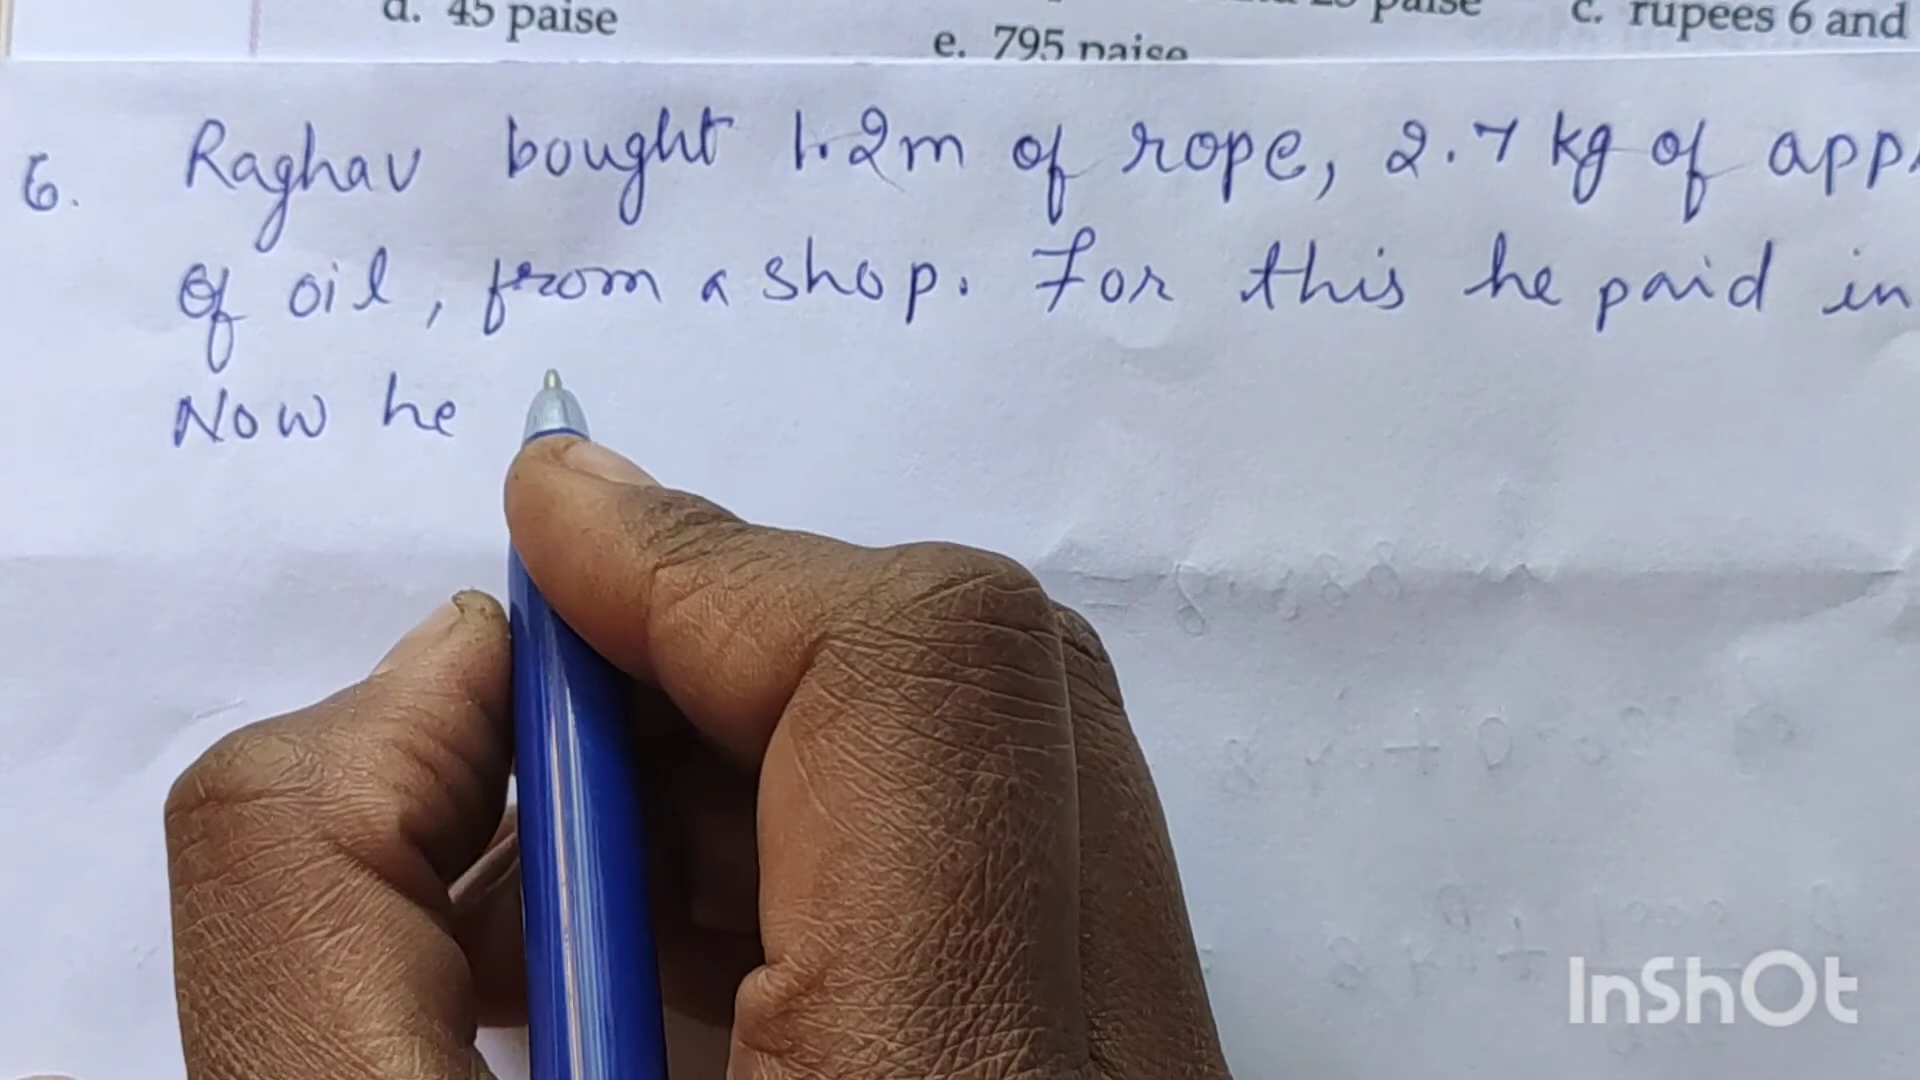 d. 45 paise
e. 795 paise
paise
c. rupees 6 and
6. Raghav bought 1.2m of rope, 2.7 kg of
of oil, from a shop. For this he paid in
Now he
InShOt